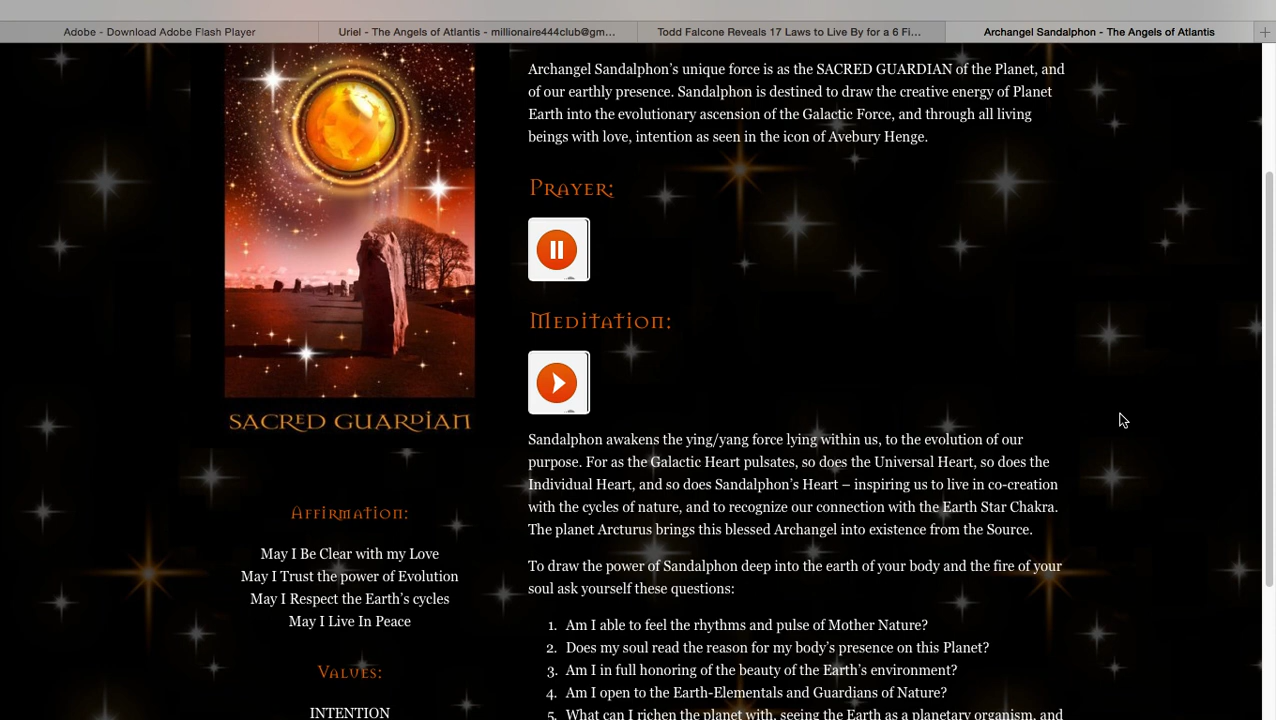 Adobe - Download Adobe Flash Player
Uriel - The Angels of Atlantis - millionaire444club@gm...
Todd Falcone Reveals 17 Laws to Live By for a 6 Fi...
Archangel Sandalphon - The Angels of Atlantis
Archangel Sandalphon's unique force is as the SACRED GUARDIAN of the Planet, and
of our earthly presence. Sandalphon is destined to draw the creative energy of Planet
Earth into the evolutionary ascension of the Galactic Force, and through all living
beings with love, intention as seen in the icon of Avebury Henge.
Prayer:
Meditation:
Sandalphon awakens the ying/yang force lying within us, to the evolution of our
purpose. For as the Galactic Heart pulsates, so does the Universal Heart, so does the
Individual Heart, and so does Sandalphon's Heart – inspiring us to live in co-creation
with the cycles of nature, and to recognize our connection with the Earth Star Chakra.
The planet Arcturus brings this blessed Archangel into existence from the Source.
To draw the power of Sandalphon deep into the earth of your body and the fire of your
soul ask yourself these questions:
1. Am I able to feel the rhythms and pulse of Mother Nature?
2. Does my soul read the reason for my body's presence on this Planet?
3. Am I in full honoring of the beauty of the Earth's environment?
4. Am I open to the Earth-Elementals and Guardians of Nature?
5. What can I richen the planet with, seeing the Earth as a planetary organism, and
SACRED GUARDIAN
Affirmation:
May I Be Clear with my Love
May I Trust the power of Evolution
May I Respect the Earth's cycles
May I Live In Peace
Values:
INTENTION